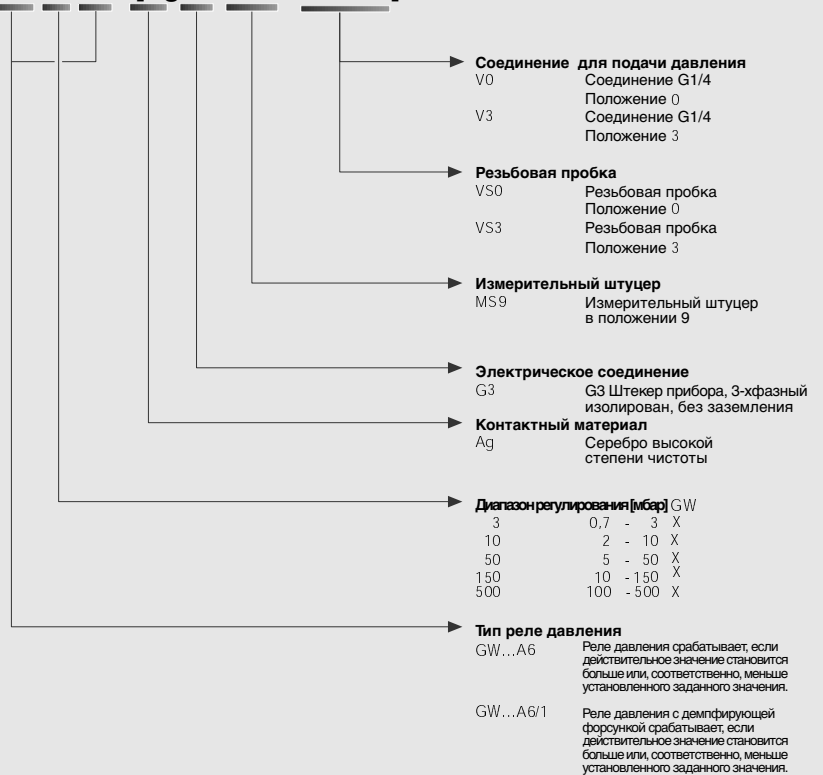 Соединение для подачи давления
V0 Соединение G1/4
Положение 0
V3 Соединение G1/4
Положение 3
Резьбовая пробка
VS0 Резьбовая пробка
Положение 0
VS3 Резьбовая пробка
Положение 3
Измерительный штуцер
MS9 Измерительный штуцер
в положении 9
Электрическое соединение
G3 G3 Штекер прибора, 3-хфазный
изолирован, без заземления
Контактный материал
Ag Серебро высокой
степени чистоты
Диапазон регулирования [мбар] GW
3 0,7 - 3 X
10 2 - 10 X
50 5 - 50 X
150 10 - 150 X
500 100 - 500 X
Тип реле давления
GW...A6 Реле давления срабатывает, если
действительное значение становится
больше или, соответственно, меньше
установленного заданного значения.
GW...A6/1 Реле давления с демпфирующей
форсункой срабатывает, если
действительное значение становится
больше или, соответственно, меньше
установленного заданного значения.